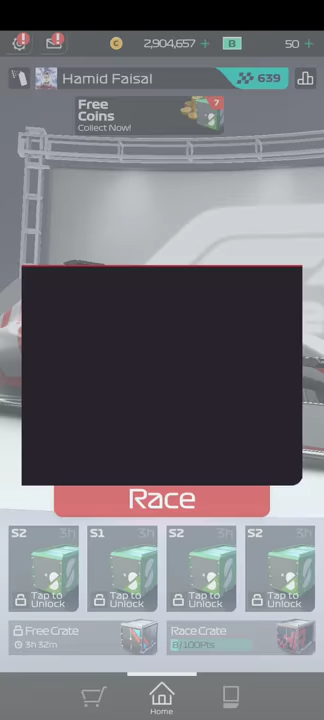 2,904,657 + B 50 +
Hamid Faisal 639
Free
Coins
Collect Now!
7
Race
S2 3h S1 3h S2 3h S2 3h
Tap to
Unlock
Tap to
Unlock
Tap to
Unlock
Tap to
Unlock
Free Crate
3h 32m
Race Crate
8/100Pts
Home